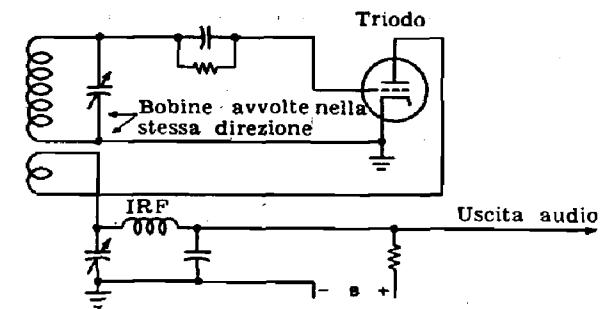 Triodo
Bobine avvolte nella
stessa direzione
IRF
Uscita audio
- B +